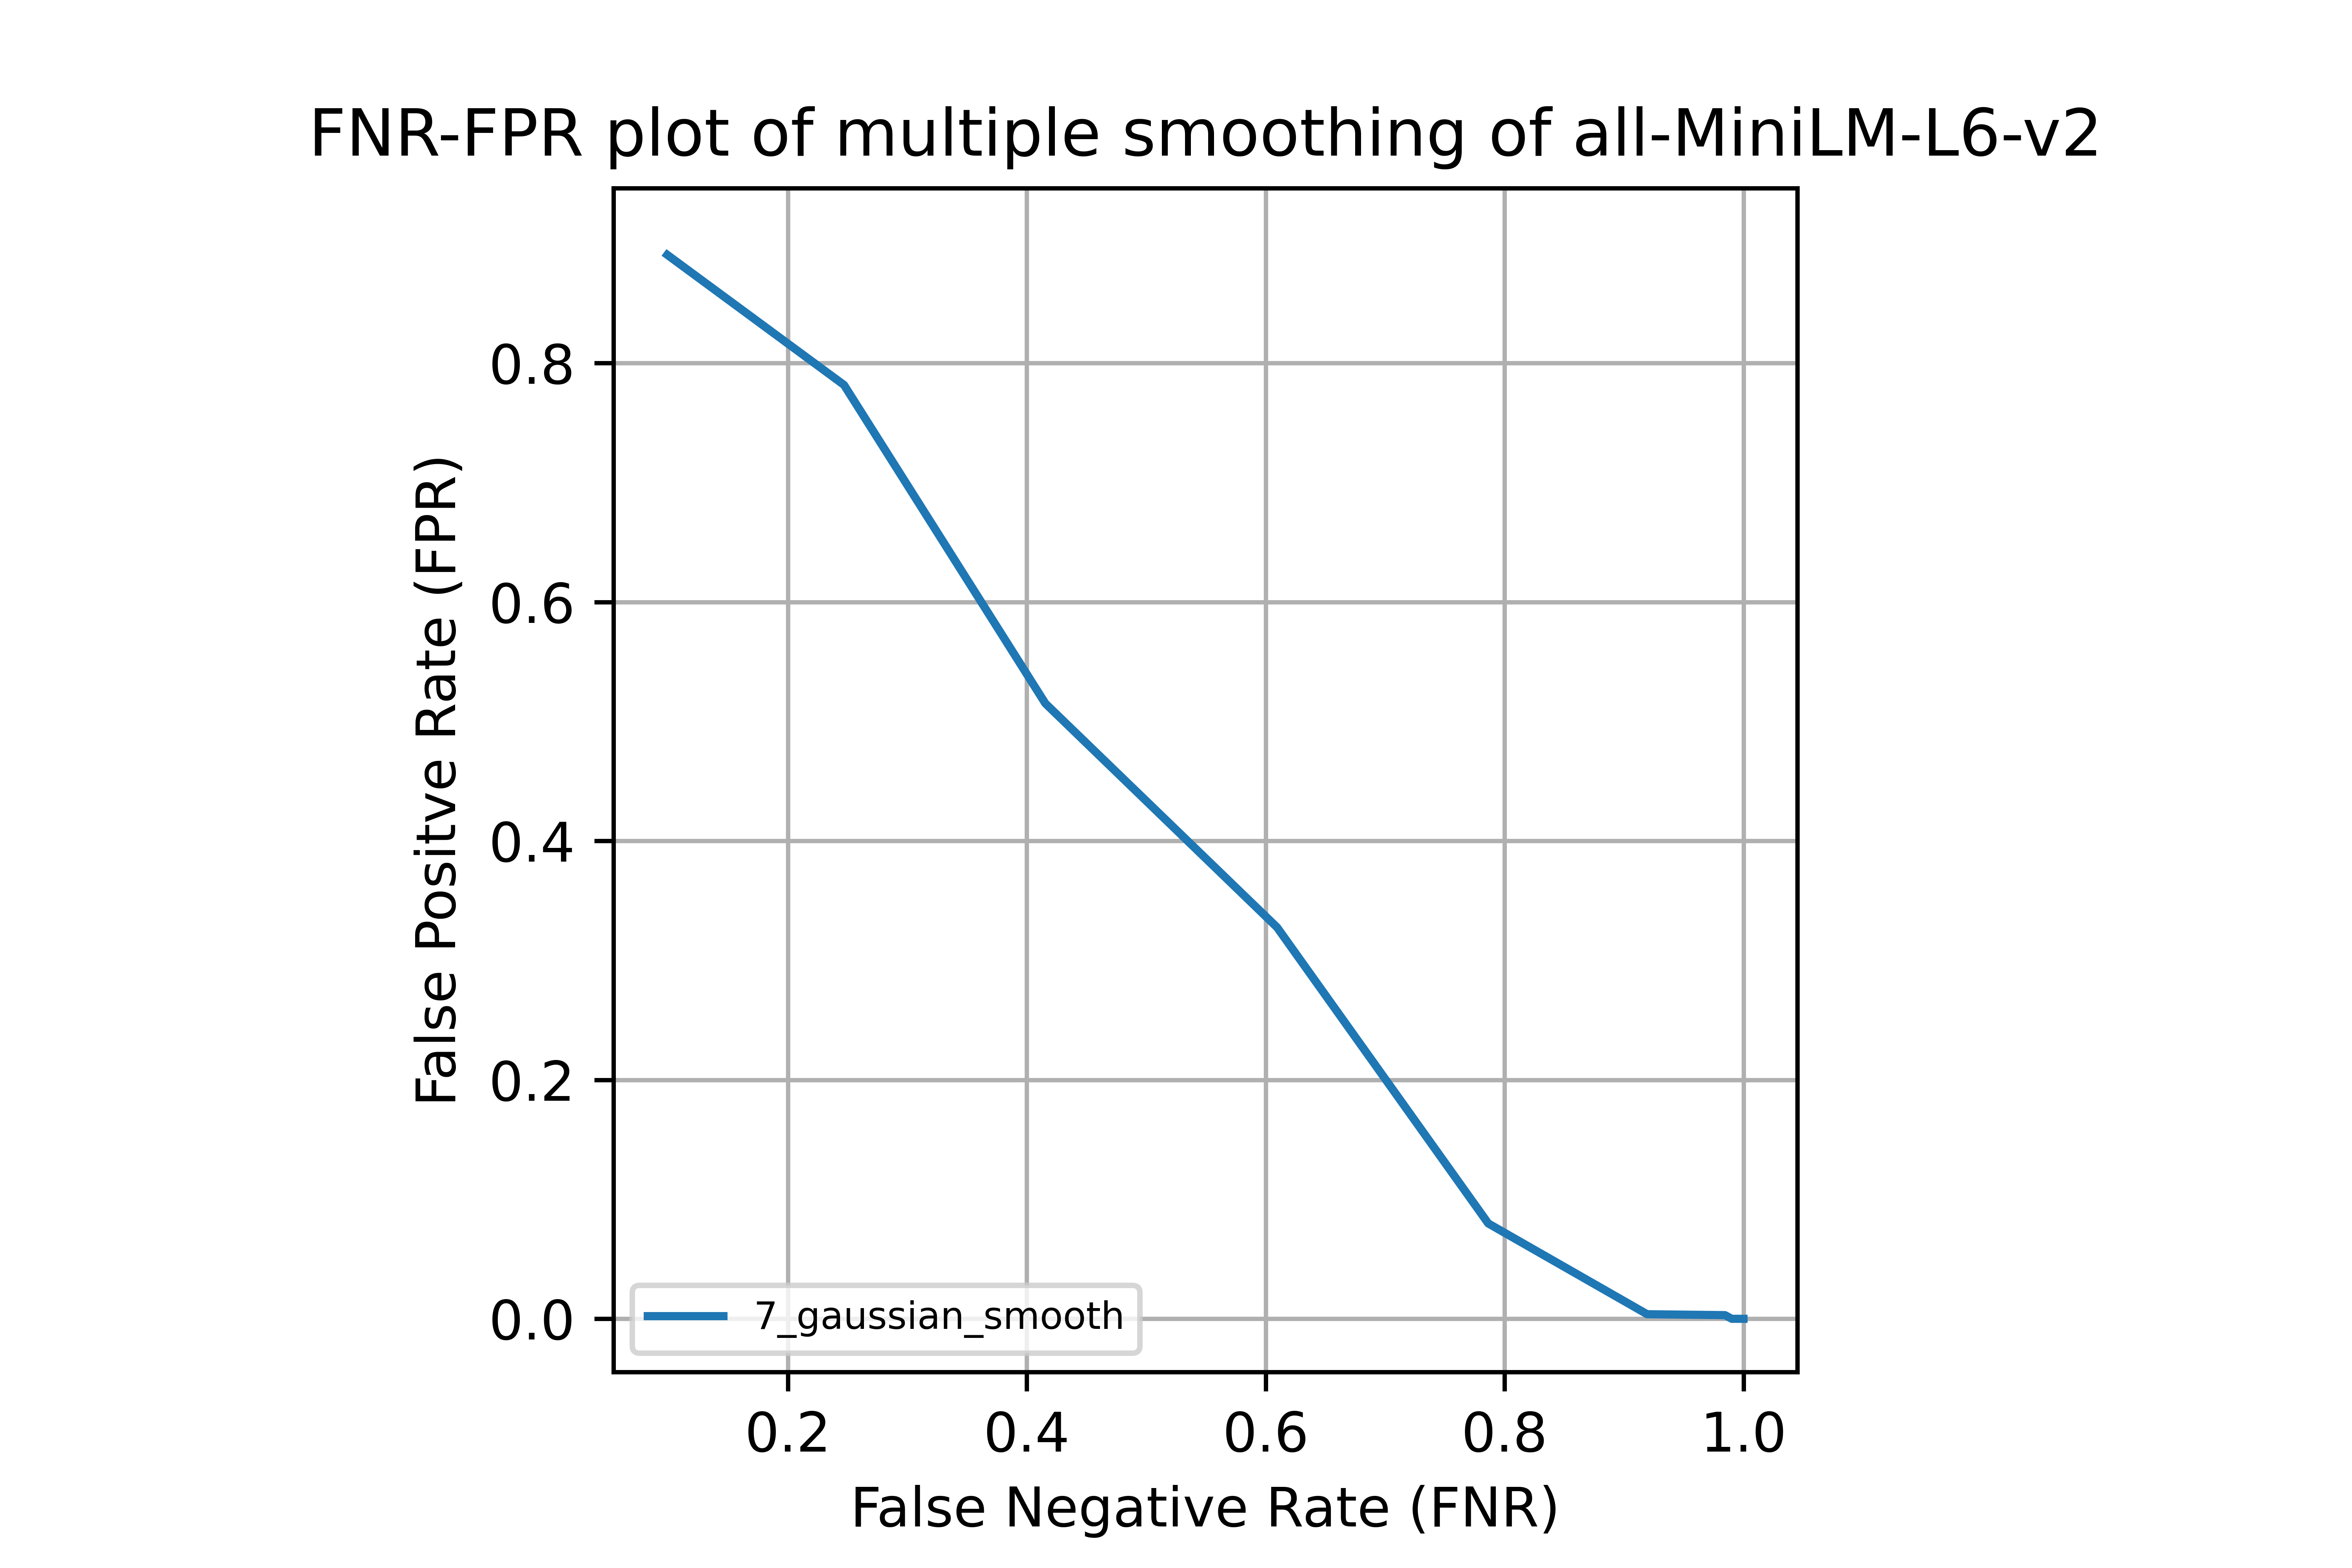 FNR-FPR plot of multiple smoothing of all-MiniLM-L6-v2
False Positve Rate (FPR)
0.8
0.6
0.4
0.2
0.0
7_gaussian_smooth
0.2 0.4 0.6 0.8 1.0
False Negative Rate (FNR)